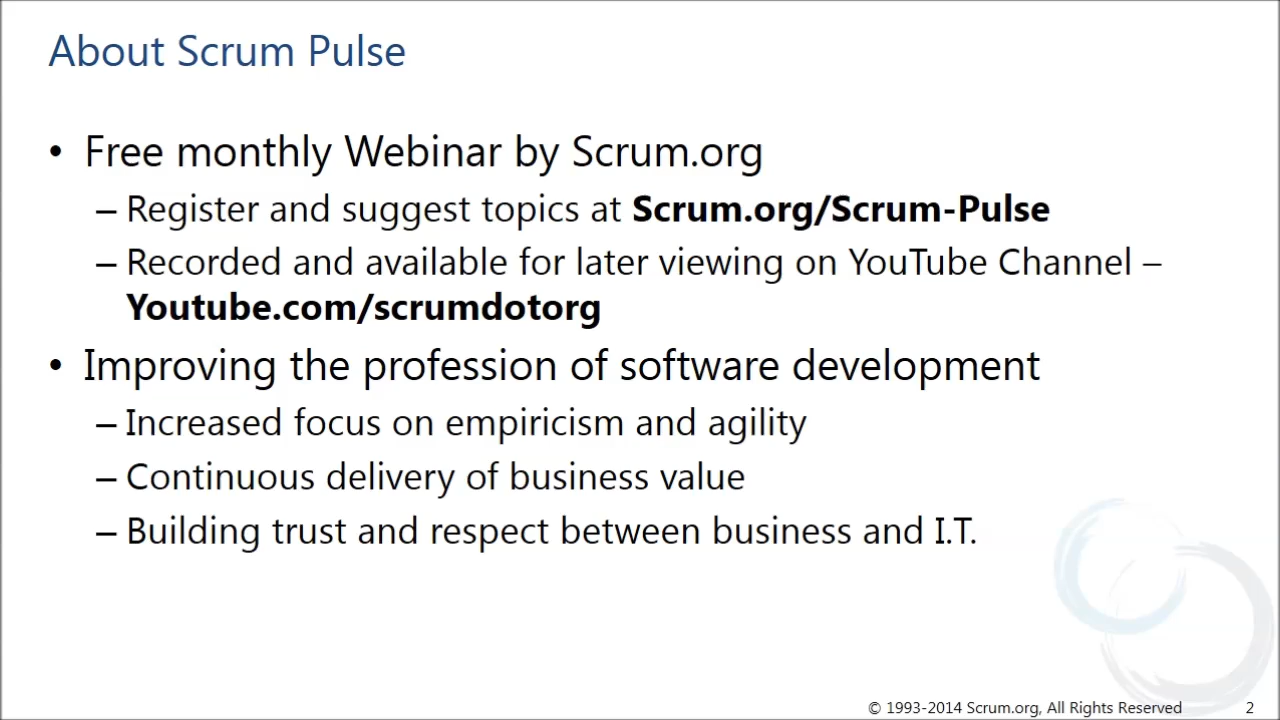 About Scrum Pulse
• Free monthly Webinar by Scrum.org
– Register and suggest topics at Scrum.org/Scrum-Pulse
– Recorded and available for later viewing on YouTube Channel –
Youtube.com/scrumdotorg
• Improving the profession of software development
– Increased focus on empiricism and agility
– Continuous delivery of business value
– Building trust and respect between business and I.T.
© 1993-2014 Scrum.org, All Rights Reserved 2